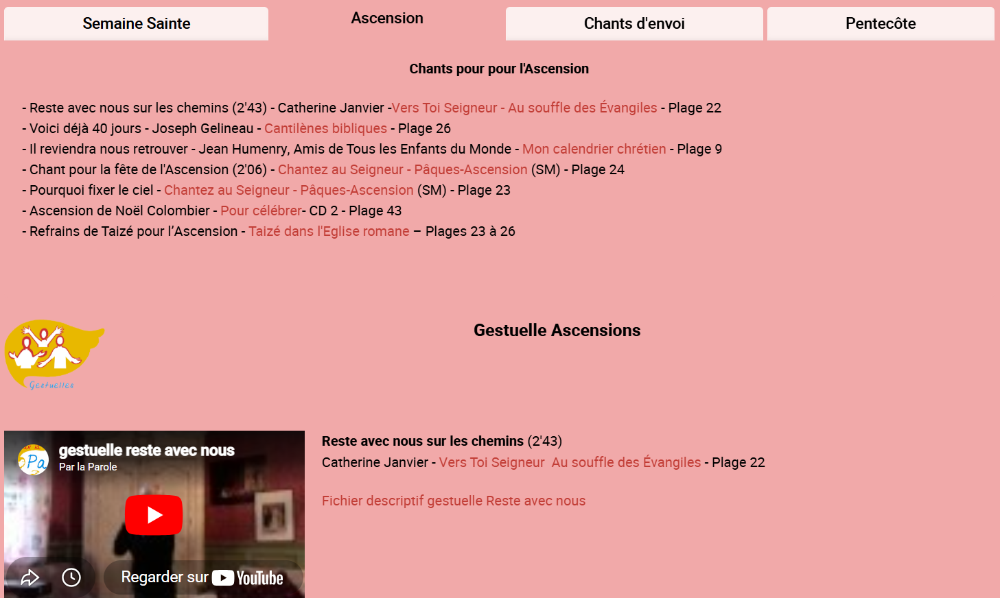 Semaine Sainte
Ascension
Chants d'envoi
Pentecôte
Chants pour pour l'Ascension
- Reste avec nous sur les chemins (2'43) - Catherine Janvier -Vers Toi Seigneur - Au souffle des Évangiles - Plage 22
- Voici déjà 40 jours - Joseph Gelineau - Cantilènes bibliques - Plage 26
- Il reviendra nous retrouver - Jean Humenry, Amis de Tous les Enfants du Monde - Mon calendrier chrétien - Plage 9
- Chant pour la fête de l'Ascension (2'06) - Chantez au Seigneur - Pâques-Ascension (SM) - Plage 24
- Pourquoi fixer le ciel - Chantez au Seigneur - Pâques-Ascension (SM) - Plage 23
- Ascension de Noël Colombier - Pour célébrer- CD 2 - Plage 43
- Refrains de Taizé pour l’Ascension - Taizé dans l'Eglise romane – Plages 23 à 26
Gestuelle Ascensions
Gestuelles
gestuelle reste avec nous
Par la Parole
Pa
Regarder sur YouTube
Reste avec nous sur les chemins (2'43)
Catherine Janvier - Vers Toi Seigneur  Au souffle des Évangiles - Plage 22
Fichier descriptif gestuelle Reste avec nous